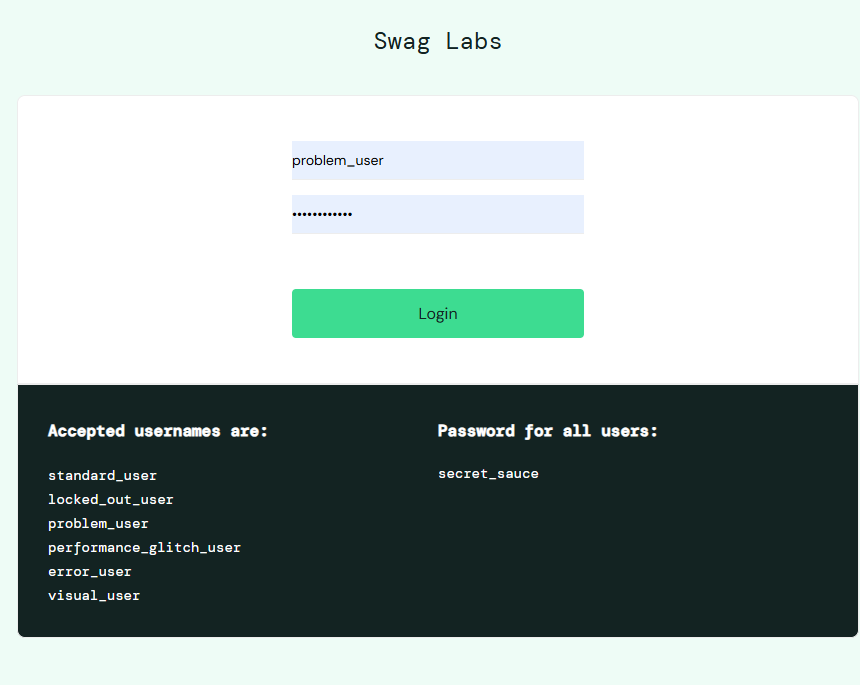 Swag Labs
problem_user
••••••••••••
Login
Accepted usernames are:
standard_user
locked_out_user
problem_user
performance_glitch_user
error_user
visual_user
Password for all users:
secret_sauce